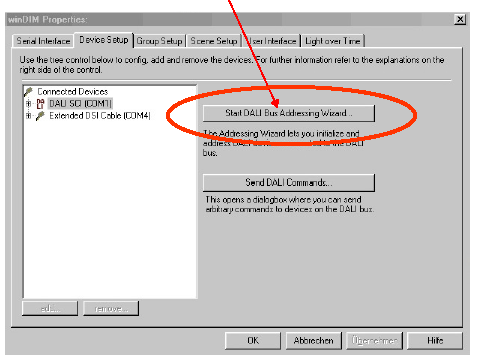 winDIM Properties:
Serial Interface Device Setup Group Setup Scene Setup User Interface Light over Time
Use the tree control below to config, add and remove the devices. For further information refer to the explanations on the
right side of the control.
Connected Devices
DALI SCI (COM1)
Extended DSI Cable (COM4)
Start DALI Bus Addressing Wizard...
The Addressing Wizard lets you initialize and
address DALI to the DALI
bus.
Send DALI Commands...
This opens a dialogbox where you can send
arbitrary commands to devices on the DALI bus.
edit... remove...
OK Abbrechen Übernehmen Hilfe